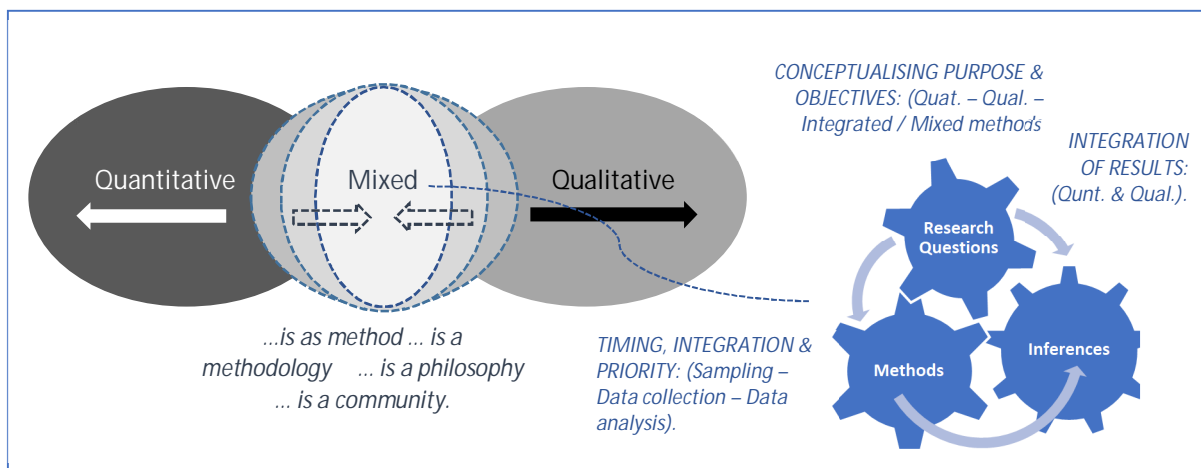 Quantitative
Mixed
Qualitative
...is as method ... is a
methodology ... is a philosophy
... is a community.
CONCEPTUALISING PURPOSE &
OBJECTIVES: (Quat. – Qual. –
Integrated / Mixed methods
INTEGRATION
OF RESULTS:
(Qunt. & Qual.).
Research
Questions
TIMING, INTEGRATION &
PRIORITY: (Sampling –
Data collection – Data
analysis).
Methods
Inferences